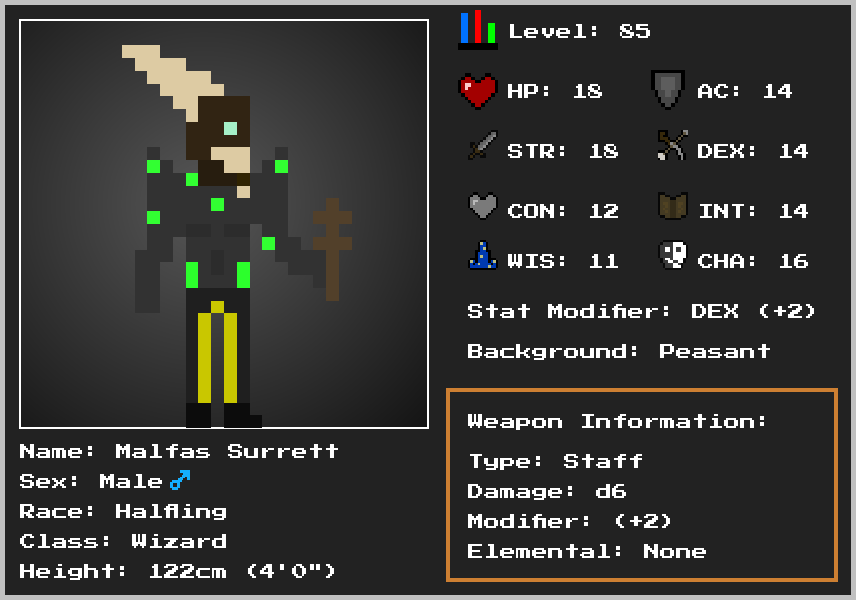 Level: 85
HP: 18
AC: 14
STR: 18
DEX: 14
CON: 12
INT: 14
WIS: 11
CHA: 16
Stat Modifier: DEX (+2)
Background: Peasant
Weapon Information:
Type: Staff
Damage: d6
Modifier: (+2)
Elemental: None
Name: Malfas Surrett
Sex: Male♂
Race: Halfling
Class: Wizard
Height: 122cm (4'0")